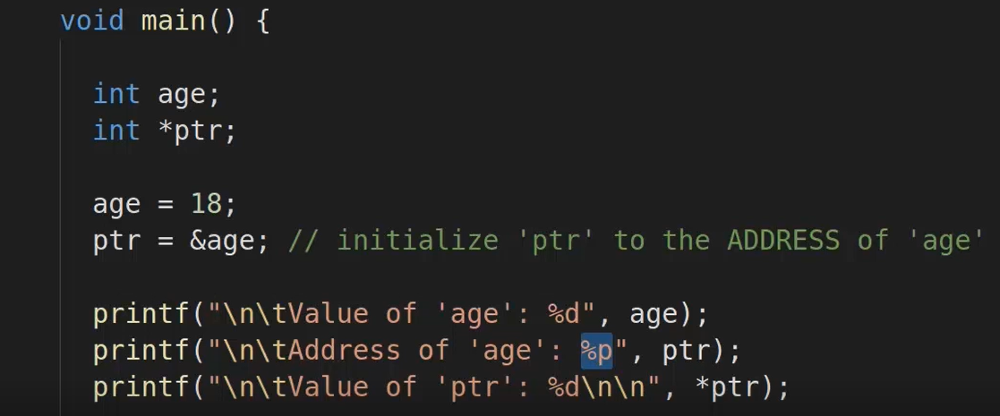 void main() {
int age;
int *ptr;
age = 18;
ptr = &age; // initialize 'ptr' to the ADDRESS of 'age'
printf("\n\tValue of 'age': %d", age);
printf("\n\tAddress of 'age': %p", ptr);
printf("\n\tValue of 'ptr': %d\n\n", *ptr);